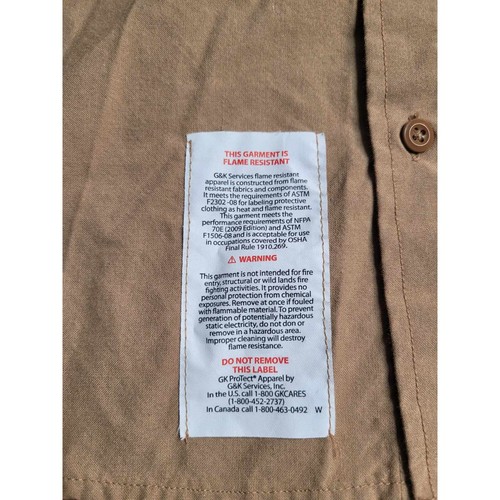 THIS GARMENT IS
FLAME RESISTANT
G&K Services flame resistant
apparel is constructed from flame
resistant fabrics and components.
It meets the requirements of ASTM
F2302-08 for labeling protective
clothing as heat and flame resistant.
This garment meets the
performance requirements of NFPA
70E (2009 Edition) and ASTM
F1506-08 and is acceptable for use
in occupations covered by OSHA
Final Rule 1910.269.
⚠ WARNING
This garment is not intended for fire
entry, structural or wild lands fire
fighting activities. It provides no
personal protection from chemical
exposures. Remove at once if fouled
with flammable material. To prevent
generation of potentially hazardous
static electricity, do not don or
remove in a hazardous area.
Improper cleaning will destroy
flame resistance.
DO NOT REMOVE
THIS LABEL
GK ProTect® Apparel by
G&K Services, Inc.
In the U.S. call 1-800 GKCARES
(1-800-452-2737)
In Canada call 1-800-463-0492 W